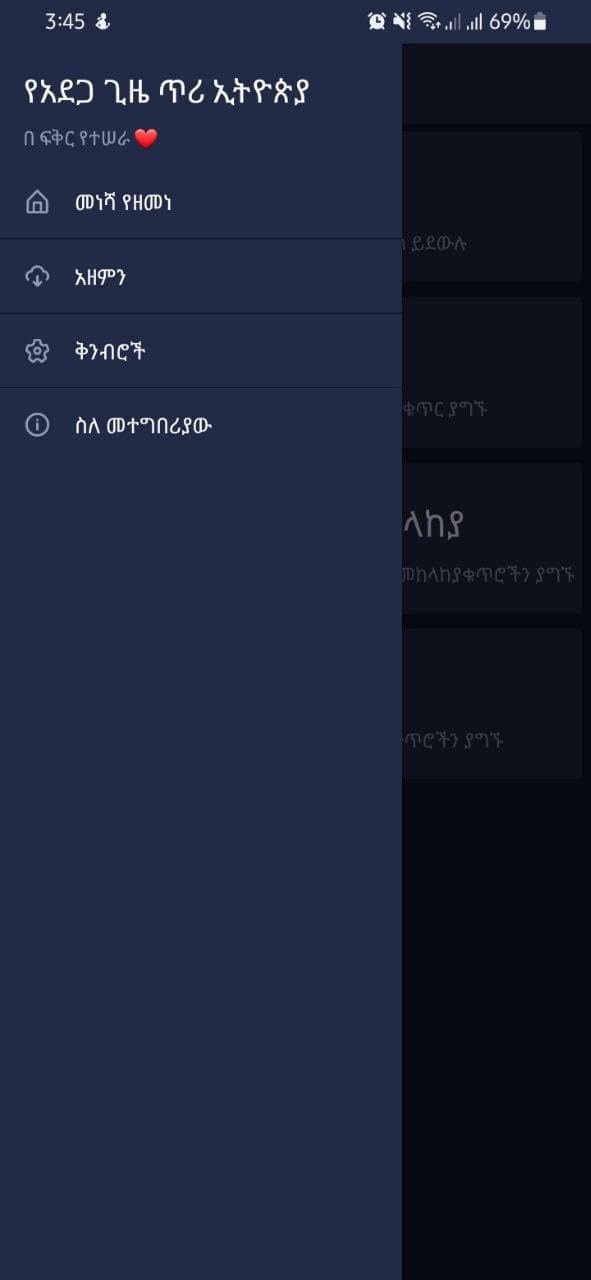 3:45
69%
የአደጋ ጊዜ ጥሪ ኢትዮጵያ
በ ፍቅር የተሠራ ❤️
መነሻ የዘመነ
አዘምን
ቅንብሮች
ስለ መተግበሪያው
ይደውሉ
ቁጥር ያግኙ
ላከያ
መከላከያቁጥሮችን ያግኙ
ጥሮችን ያግኙ